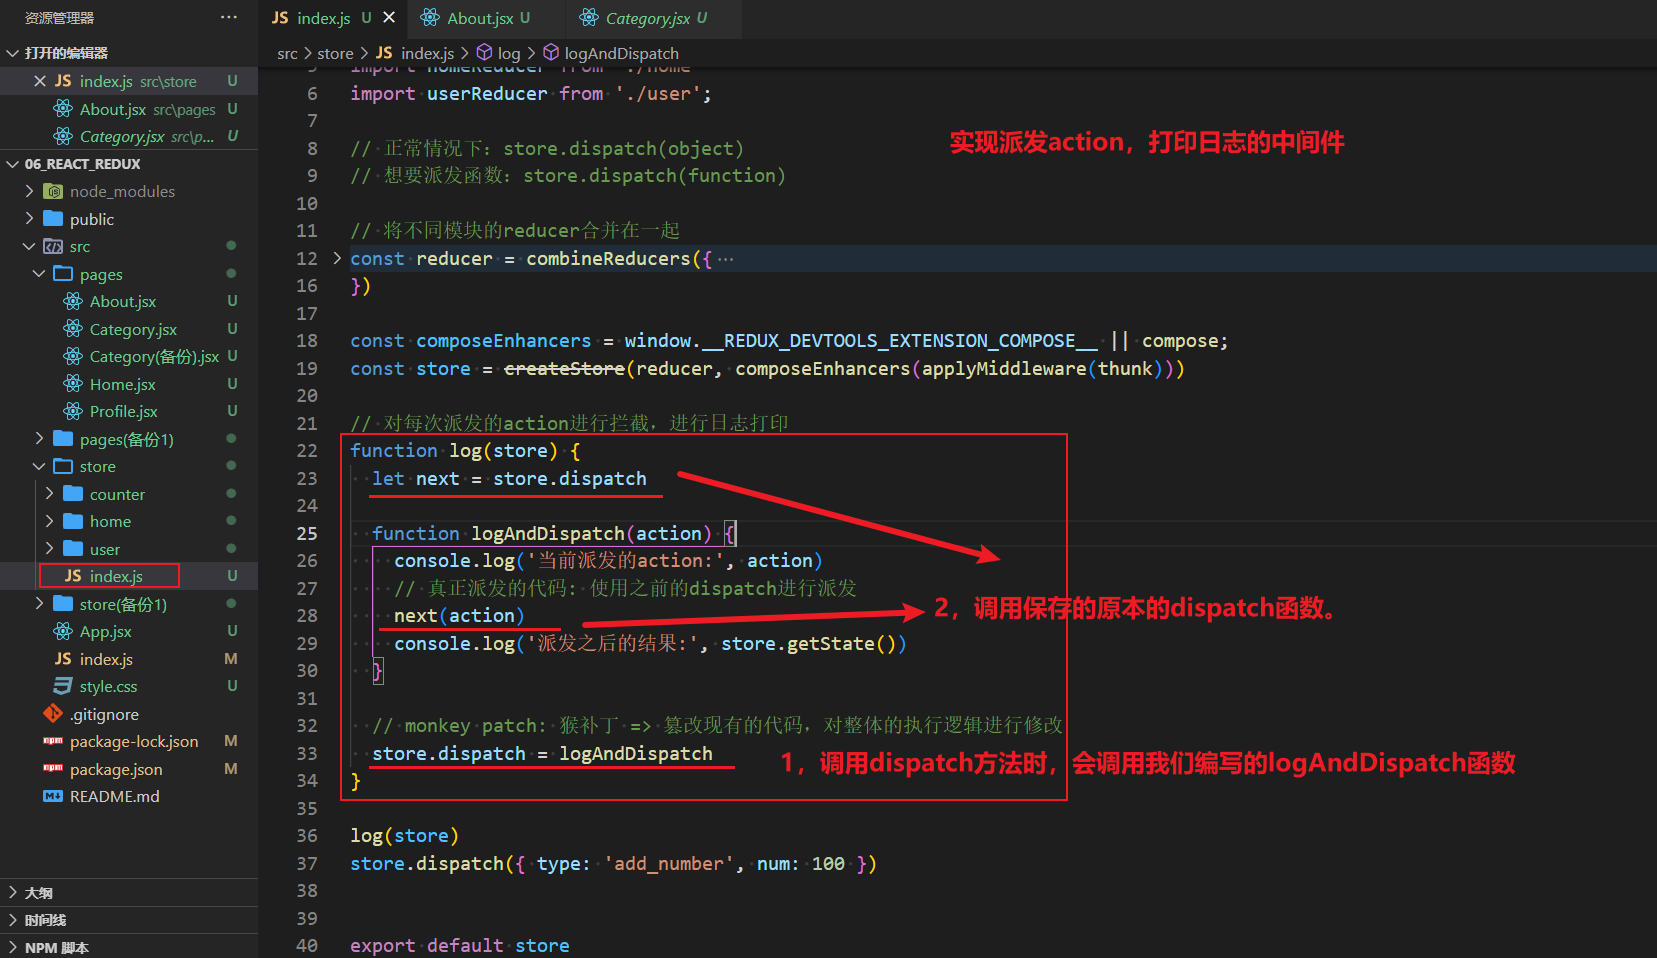 资源管理器 ···
打开的编辑器
JS index.js src\store U
About.jsx src\pages U
Category.jsx src\p... U
06_REACT_REDUX
node_modules
public
src
pages
About.jsx U
Category.jsx U
Category(备份).jsx U
Home.jsx U
Profile.jsx U
pages(备份1)
store
counter
home
user
JS index.js U
store(备份1)
App.jsx U
JS index.js M
style.css U
.gitignore
npm package-lock.json M
npm package.json M
README.md
大纲
时间线
NPM 脚本
JS index.js U
About.jsx U
Category.jsx U
src > store > JS index.js > log > logAndDispatch
5 import homeReducer from './home'
6 import userReducer from './user';
7
8 // 正常情况下: store.dispatch(object)
9 // 想要派发函数: store.dispatch(function)
10
11 // 将不同模块的reducer合并在一起
12 const reducer = combineReducers({ ···
16 })
17
18 const composeEnhancers = window.__REDUX_DEVTOOLS_EXTENSION_COMPOSE__ || compose;
19 const store = createStore(reducer, composeEnhancers(applyMiddleware(thunk)))
20
21 // 对每次派发的action进行拦截, 进行日志打印
22 function log(store) {
23 let next = store.dispatch
24
25 function logAndDispatch(action) {
26 console.log('当前派发的action:', action)
27 // 真正派发的代码: 使用之前的dispatch进行派发
28 next(action)
29 console.log('派发之后的结果:', store.getState())
30 }
31
32 // monkey patch: 猴补丁 => 篡改现有的代码, 对整体的执行逻辑进行修改
33 store.dispatch = logAndDispatch
34 }
35
36 log(store)
37 store.dispatch({ type: 'add_number', num: 100 })
38
39
40 export default store
实现派发action，打印日志的中间件
2，调用保存的原本的dispatch函数。
1，调用dispatch方法时，会调用我们编写的logAndDispatch函数